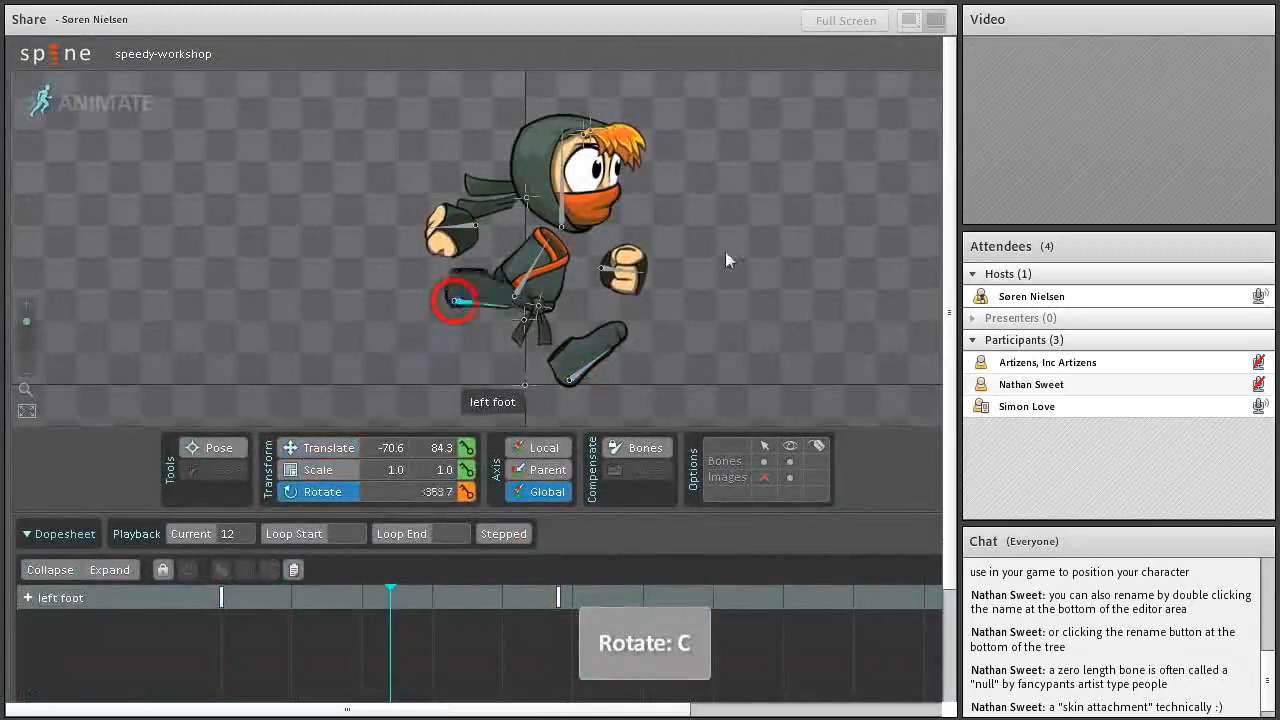 Share - Søren Nielsen
Full Screen
spine speedy-workshop
ANIMATE
left foot
Tools
Pose
Transform
Translate -70.6 84.3
Scale 1.0 1.0
Rotate -353.7
Axis
Local
Parent
Global
Compensate
Bones
Options
Bones
Images
Dopesheet Playback Current 12 Loop Start Loop End Stepped
Collapse Expand
+ left foot
Rotate: C
Video
Attendees (4)
Hosts (1)
Søren Nielsen
Presenters (0)
Participants (3)
Artizens, Inc Artizens
Nathan Sweet
Simon Love
Chat (Everyone)
use in your game to position your character
Nathan Sweet: you can also rename by double clicking
the name at the bottom of the editor area
Nathan Sweet: or clicking the rename button at the
bottom of the tree
Nathan Sweet: a zero length bone is often called a
"null" by fancypants artist type people
Nathan Sweet: a "skin attachment" technically :)